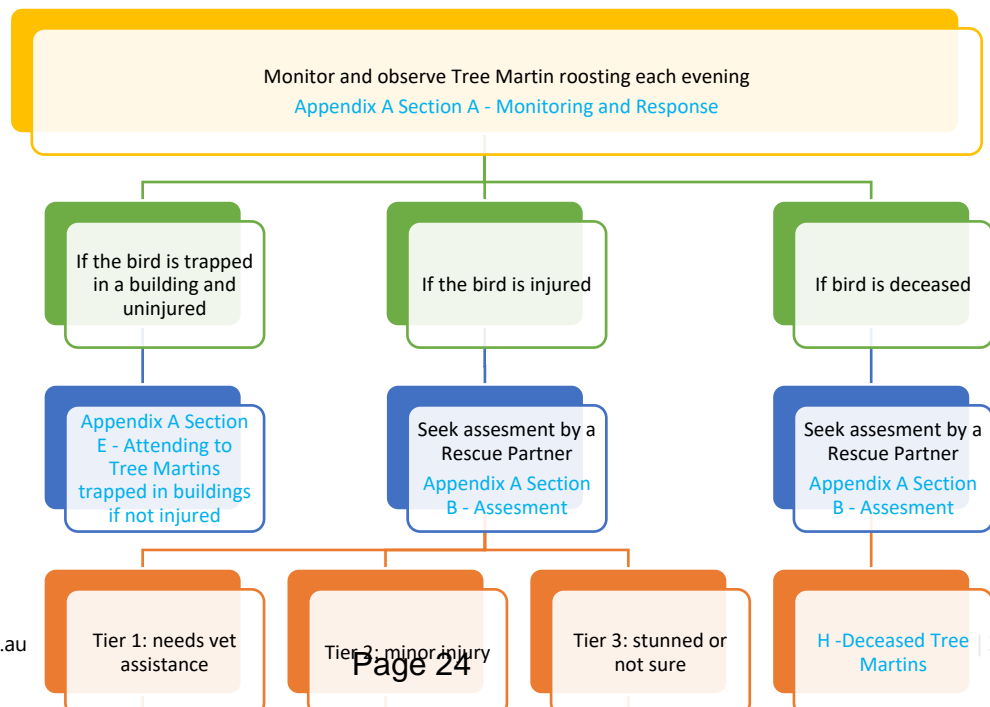 Monitor and observe Tree Martin roosting each evening
Appendix A Section A - Monitoring and Response
If the bird is trapped
in a building and
uninjured
If the bird is injured
If bird is deceased
Appendix A Section
E - Attending to
Tree Martins
trapped in buildings
if not injured
Seek assesment by a
Rescue Partner
Appendix A Section
B - Assesment
Seek assesment by a
Rescue Partner
Appendix A Section
B - Assesment
.au
Tier 1: needs vet
assistance
Tier 2: minor injury
Page 24
Tier 3: stunned or
not sure
H -Deceased Tree
Martins
|